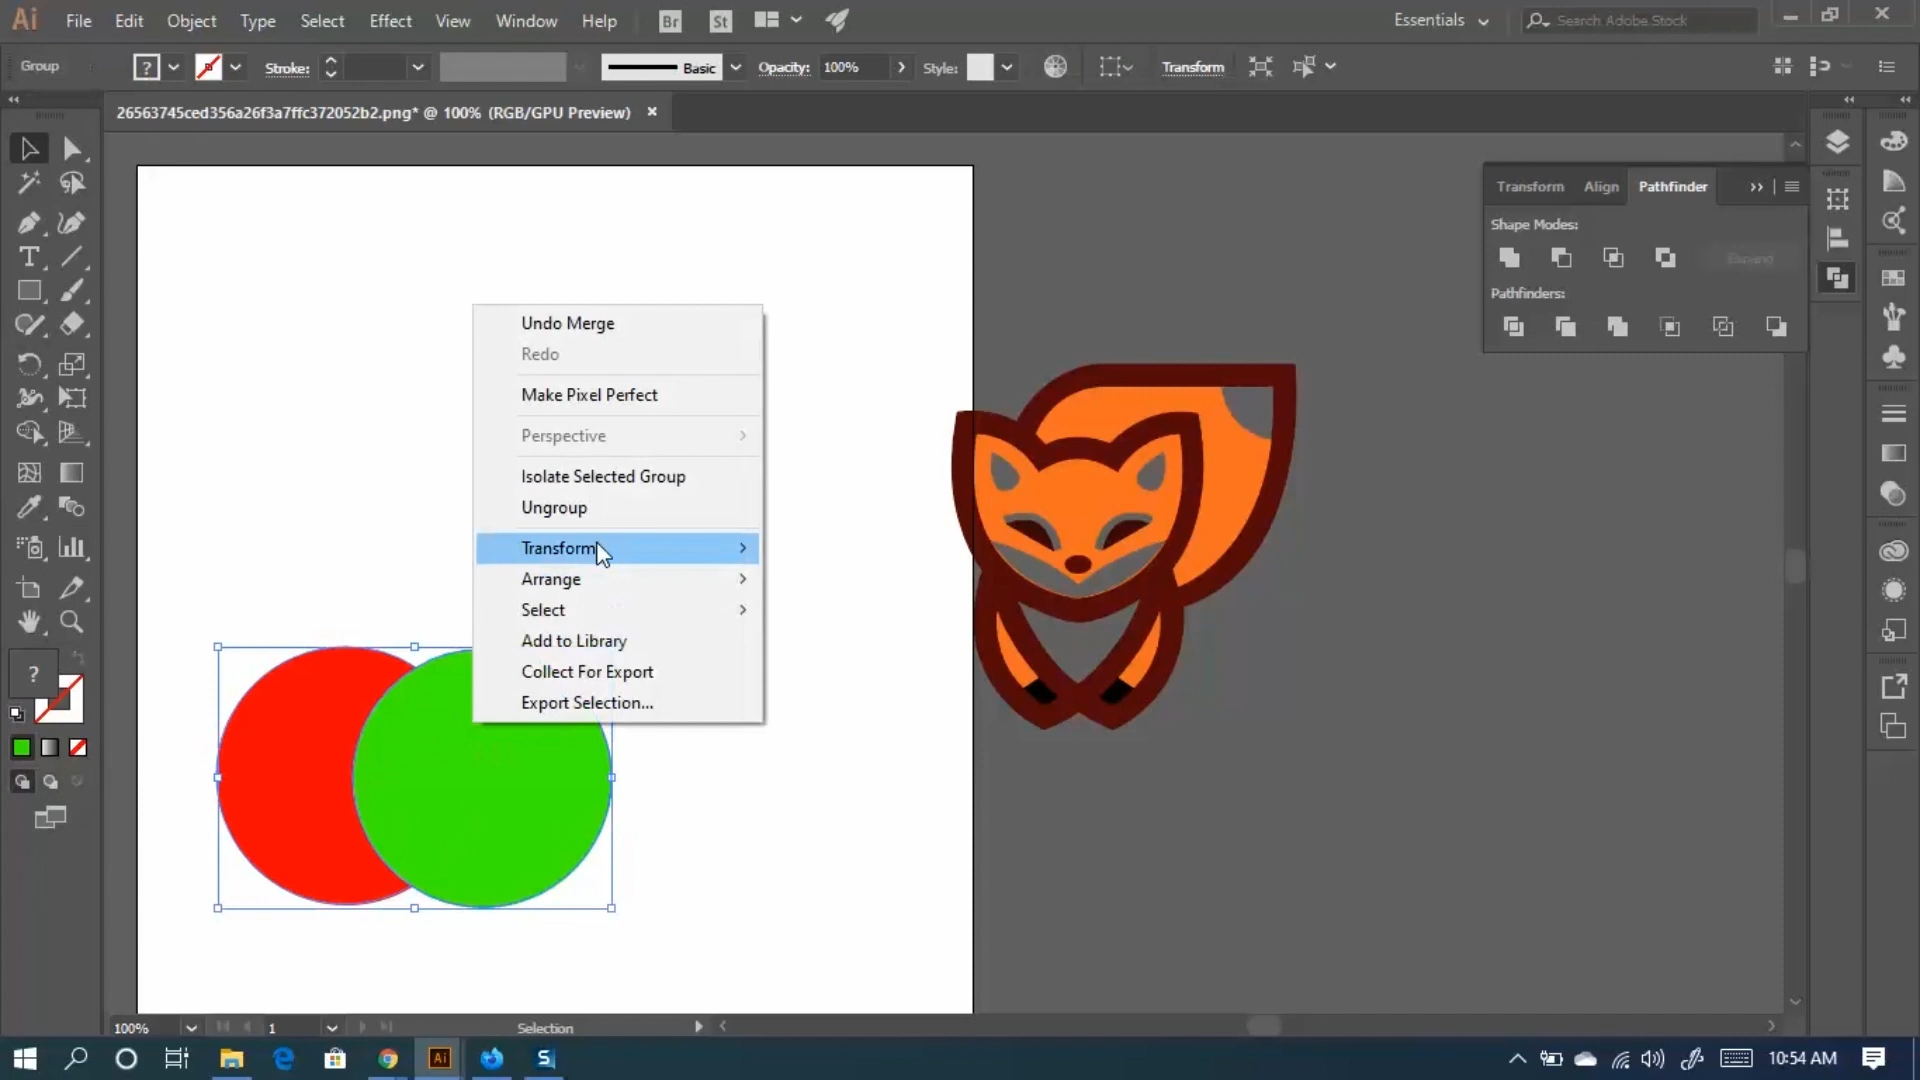 Ai File Edit Object Type Select Effect View Window Help Br St Essentials Search Adobe Stock
Group ? Stroke: Basic Opacity: 100% Style: Transform
26563745ced356a26f3a7ffc372052b2.png* @ 100% (RGB/GPU Preview)
Transform Align Pathfinder
Shape Modes:
Expand
Pathfinders:
Undo Merge
Redo
Make Pixel Perfect
Perspective
Isolate Selected Group
Ungroup
Transform
Arrange
Select
Add to Library
Collect For Export
Export Selection...
?
100% 1 Selection
Ai S 10:54 AM